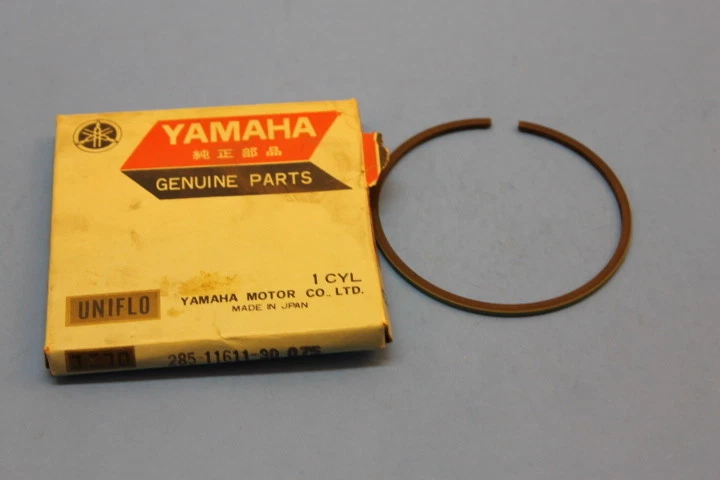 YAMAHA
純正部品
GENUINE PARTS
1 CYL
UNIFLO
YAMAHA MOTOR CO., LTD.
MADE IN JAPAN
285-11611-30